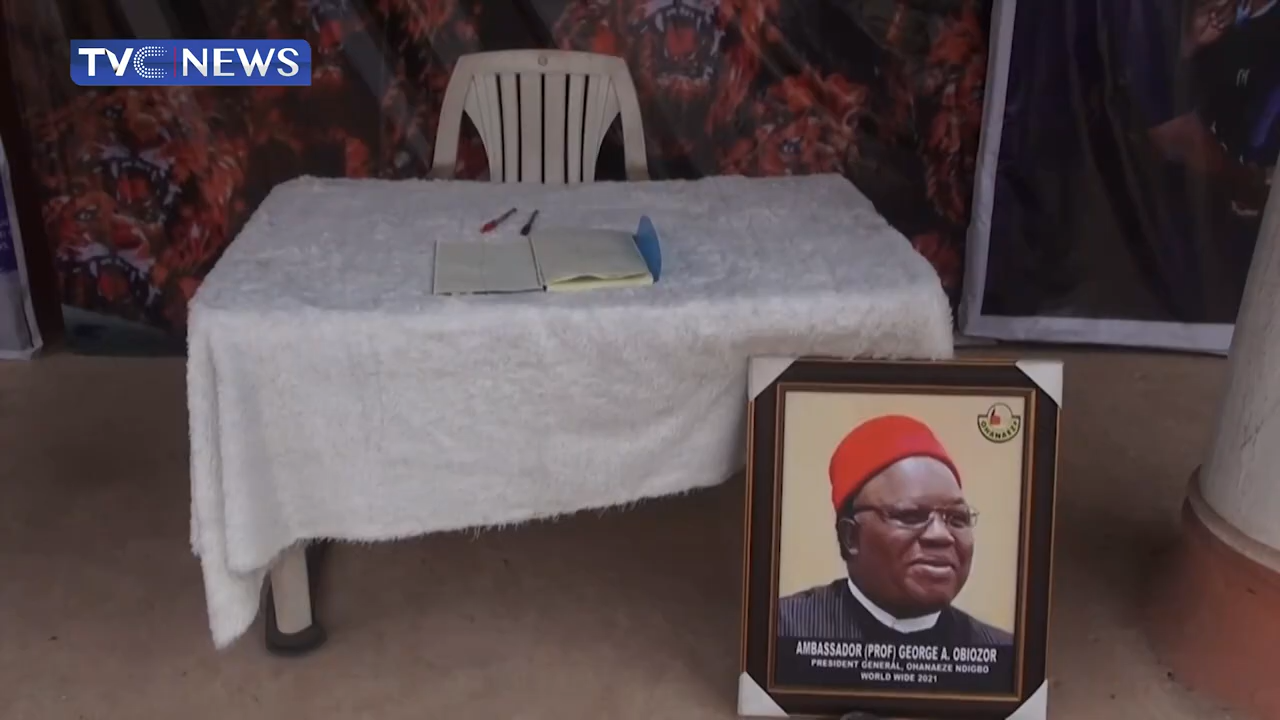 TVC NEWS
OHANAEZE
AMBASSADOR (PROF) GEORGE A. OBIOZOR
PRESIDENT GENERAL, OHANAEZE NDIGBO
WORLD WIDE 2021